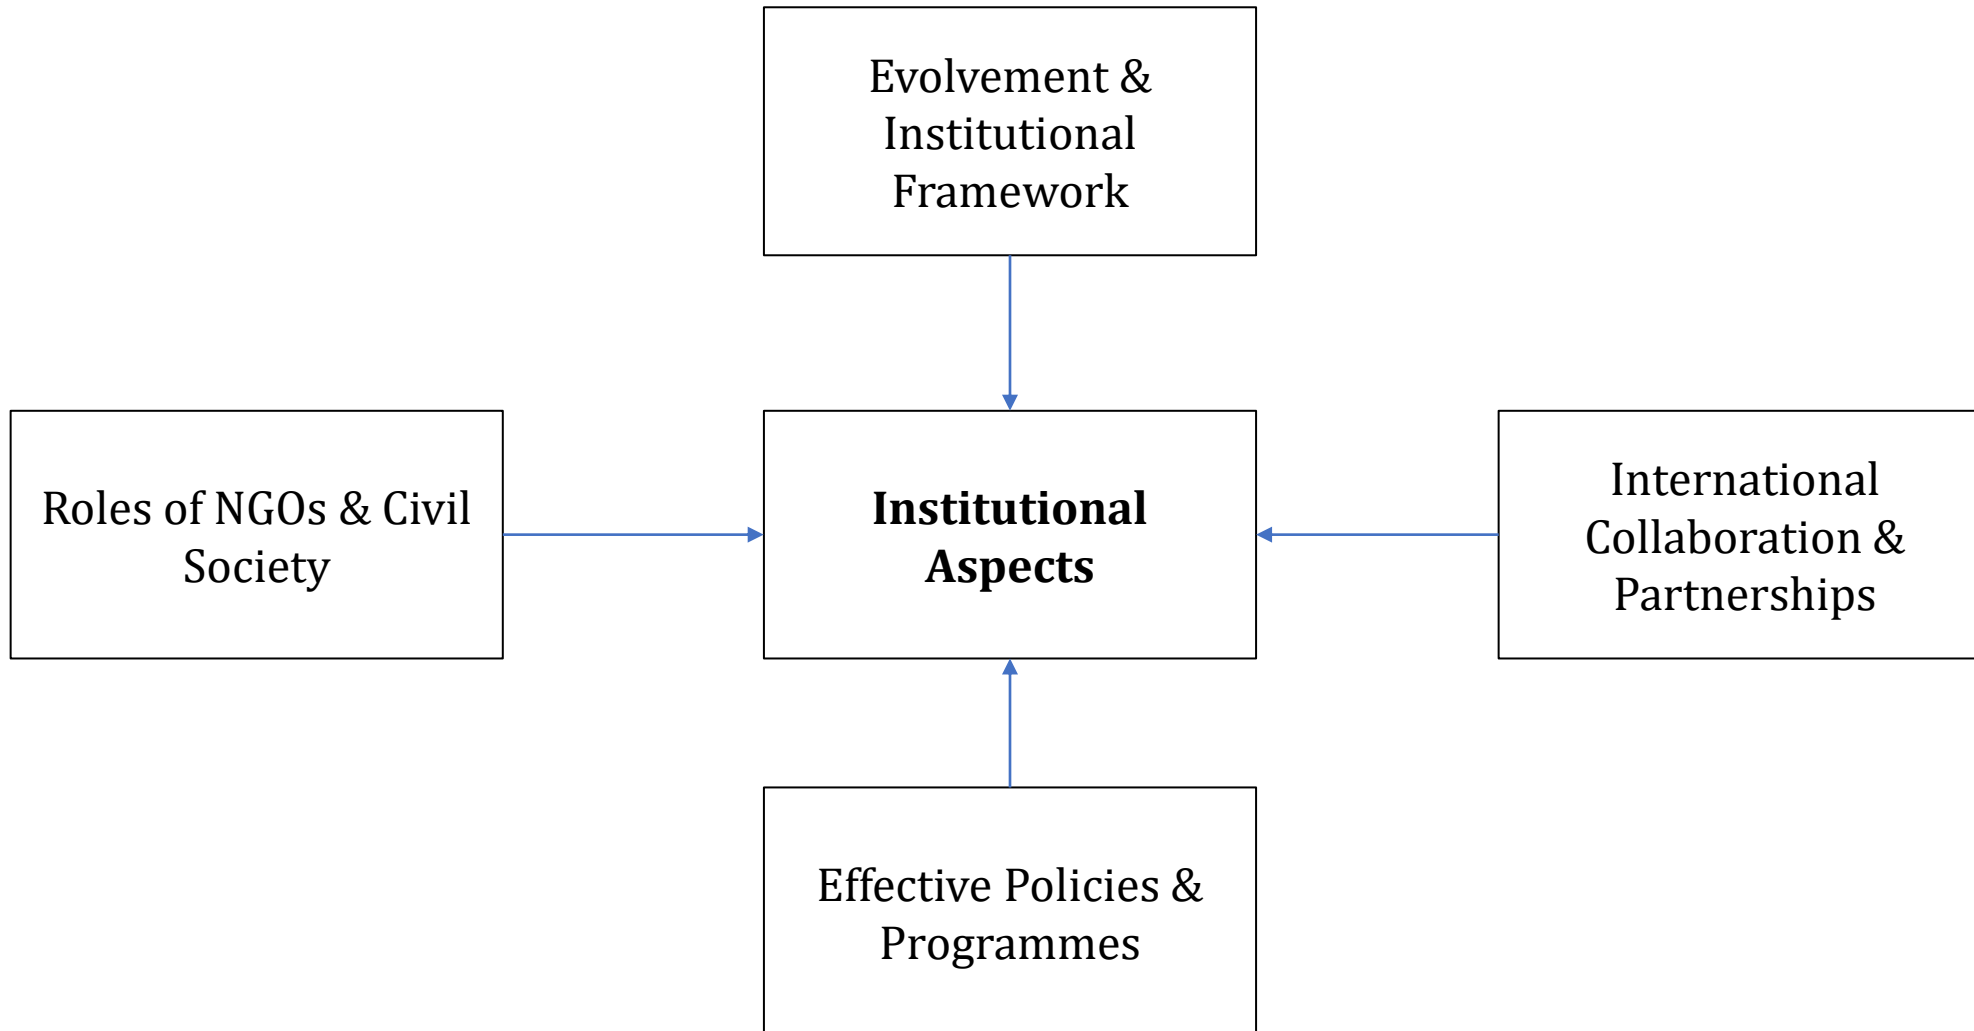 Evolvement &
Institutional
Framework
Roles of NGOs & Civil
Society
Institutional
Aspects
International
Collaboration &
Partnerships
Effective Policies &
Programmes